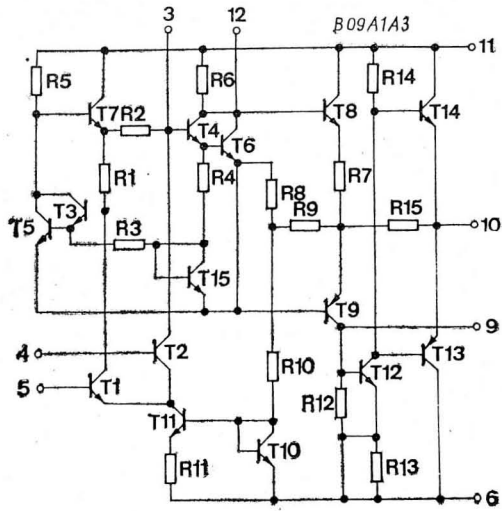 3 12 B09A1A3
11
R5 R6 R14
T7 R2 T4 T6 T8 T14
R1 R4 R8 R7
T3 R3 R9 R15 10
T5
T15 T9
9
4 T2 R10 T12 T13
5 T1 R12
T11 T10
R11 R13
6